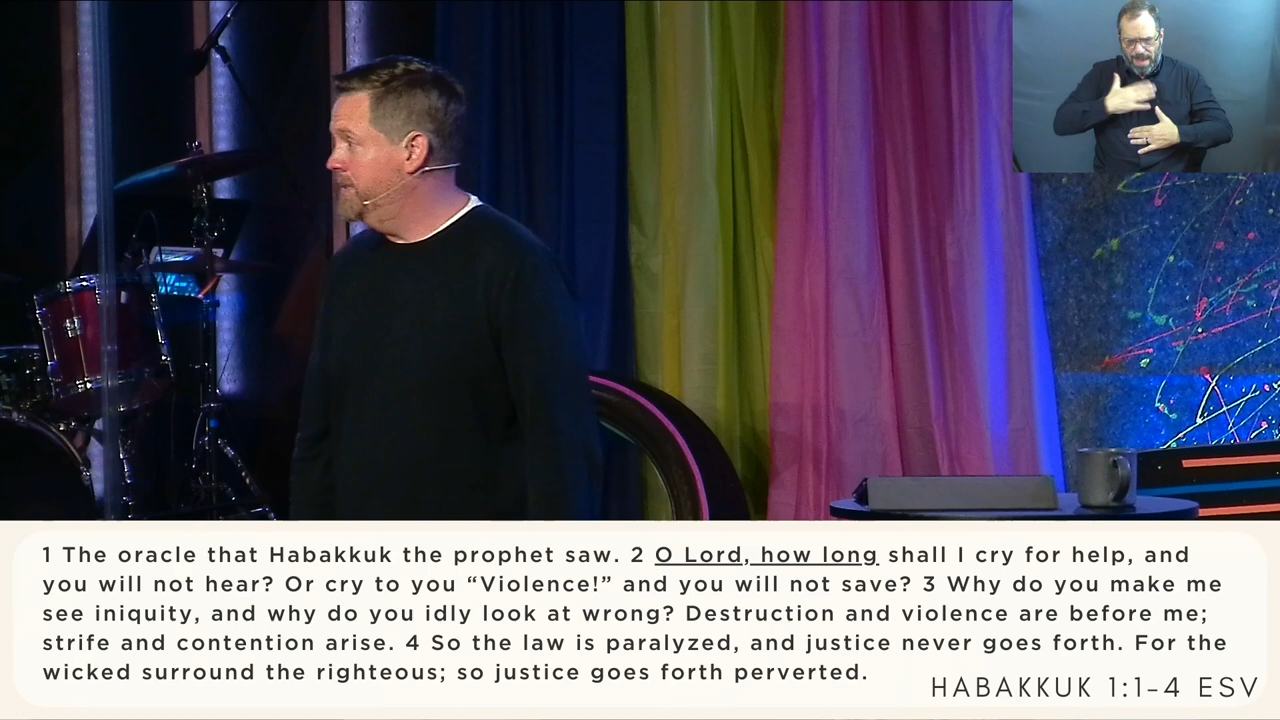 1 The oracle that Habakkuk the prophet saw. 2 O Lord, how long shall I cry for help, and
you will not hear? Or cry to you “Violence!” and you will not save? 3 Why do you make me
see iniquity, and why do you idly look at wrong? Destruction and violence are before me;
strife and contention arise. 4 So the law is paralyzed, and justice never goes forth. For the
wicked surround the righteous; so justice goes forth perverted.
HABAKKUK 1:1–4 ESV